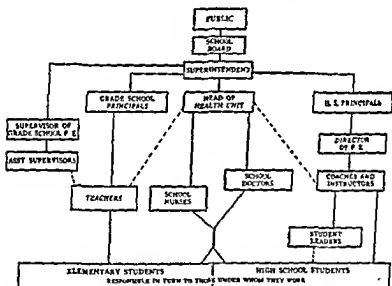 PUBLIC
SCHOOL
BOARD
SUPERINTENDENT
GRADE SCHOOL
PRINCIPALS
HEAD OF
HEALTH UNIT
H. S. PRINCIPALS
SUPERVISOR OF
GRADE SCHOOL P. E.
DIRECTOR
OF P. E.
ASST SUPERVISORS
TEACHERS
SCHOOL
NURSES
SCHOOL
DOCTORS
COACHES AND
INSTRUCTORS
STUDENT
LEADERS
ELEMENTARY STUDENTS
HIGH SCHOOL STUDENTS
RESPONSIBLE IN TURN TO THOSE UNDER WHOM THEY WORK